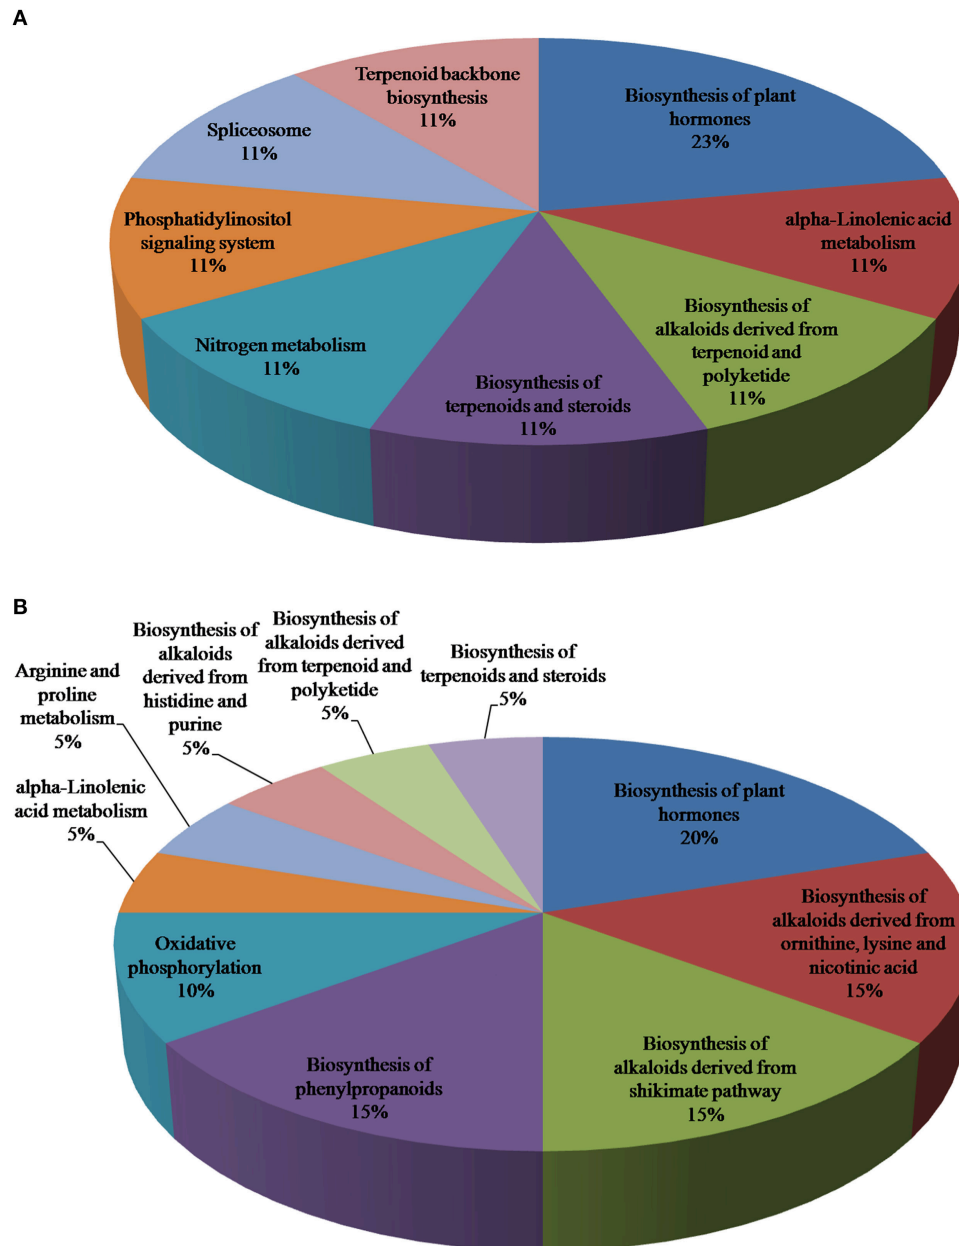 A
Terpenoid backbone
biosynthesis
11%
Biosynthesis of plant
hormones
23%
Spliceosome
11%
Phosphatidylinositol
signaling system
11%
alpha-Linolenic acid
metabolism
11%
Nitrogen metabolism
11%
Biosynthesis of
terpenoids and steroids
11%
Biosynthesis of
alkaloids derived from
terpenoid and
polyketide
11%
B
Arginine and
proline
metabolism
5%
Biosynthesis of
alkaloids
derived from
histidine and
purine
5%
Biosynthesis of
alkaloids derived
from terpenoid and
polyketide
5%
Biosynthesis of
terpenoids and steroids
5%
alpha-Linolenic
acid metabolism
5%
Biosynthesis of plant
hormones
20%
Oxidative
phosphorylation
10%
Biosynthesis of
alkaloids derived from
ornithine, lysine and
nicotinic acid
15%
Biosynthesis of
phenylpropanoids
15%
Biosynthesis of
alkaloids derived from
shikimate pathway
15%